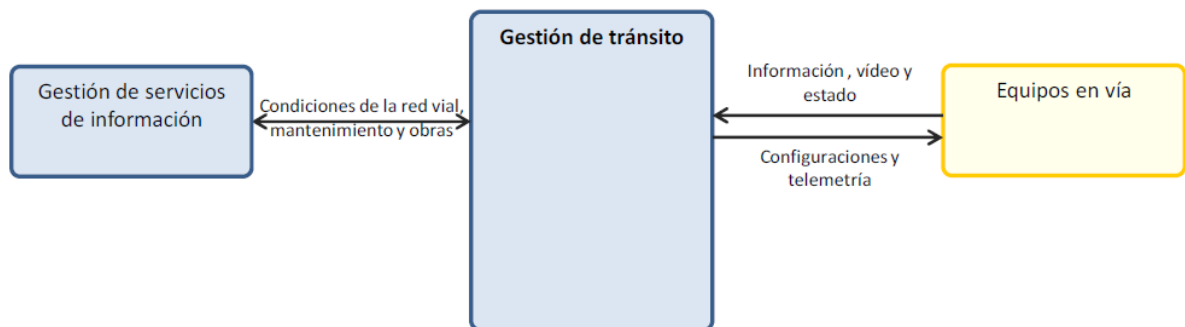 Gestión de tránsito
Gestión de servicios
de información
Condiciones de la red vial,
mantenimiento y obras
Información , vídeo y
estado
Configuraciones y
telemetría
Equipos en vía